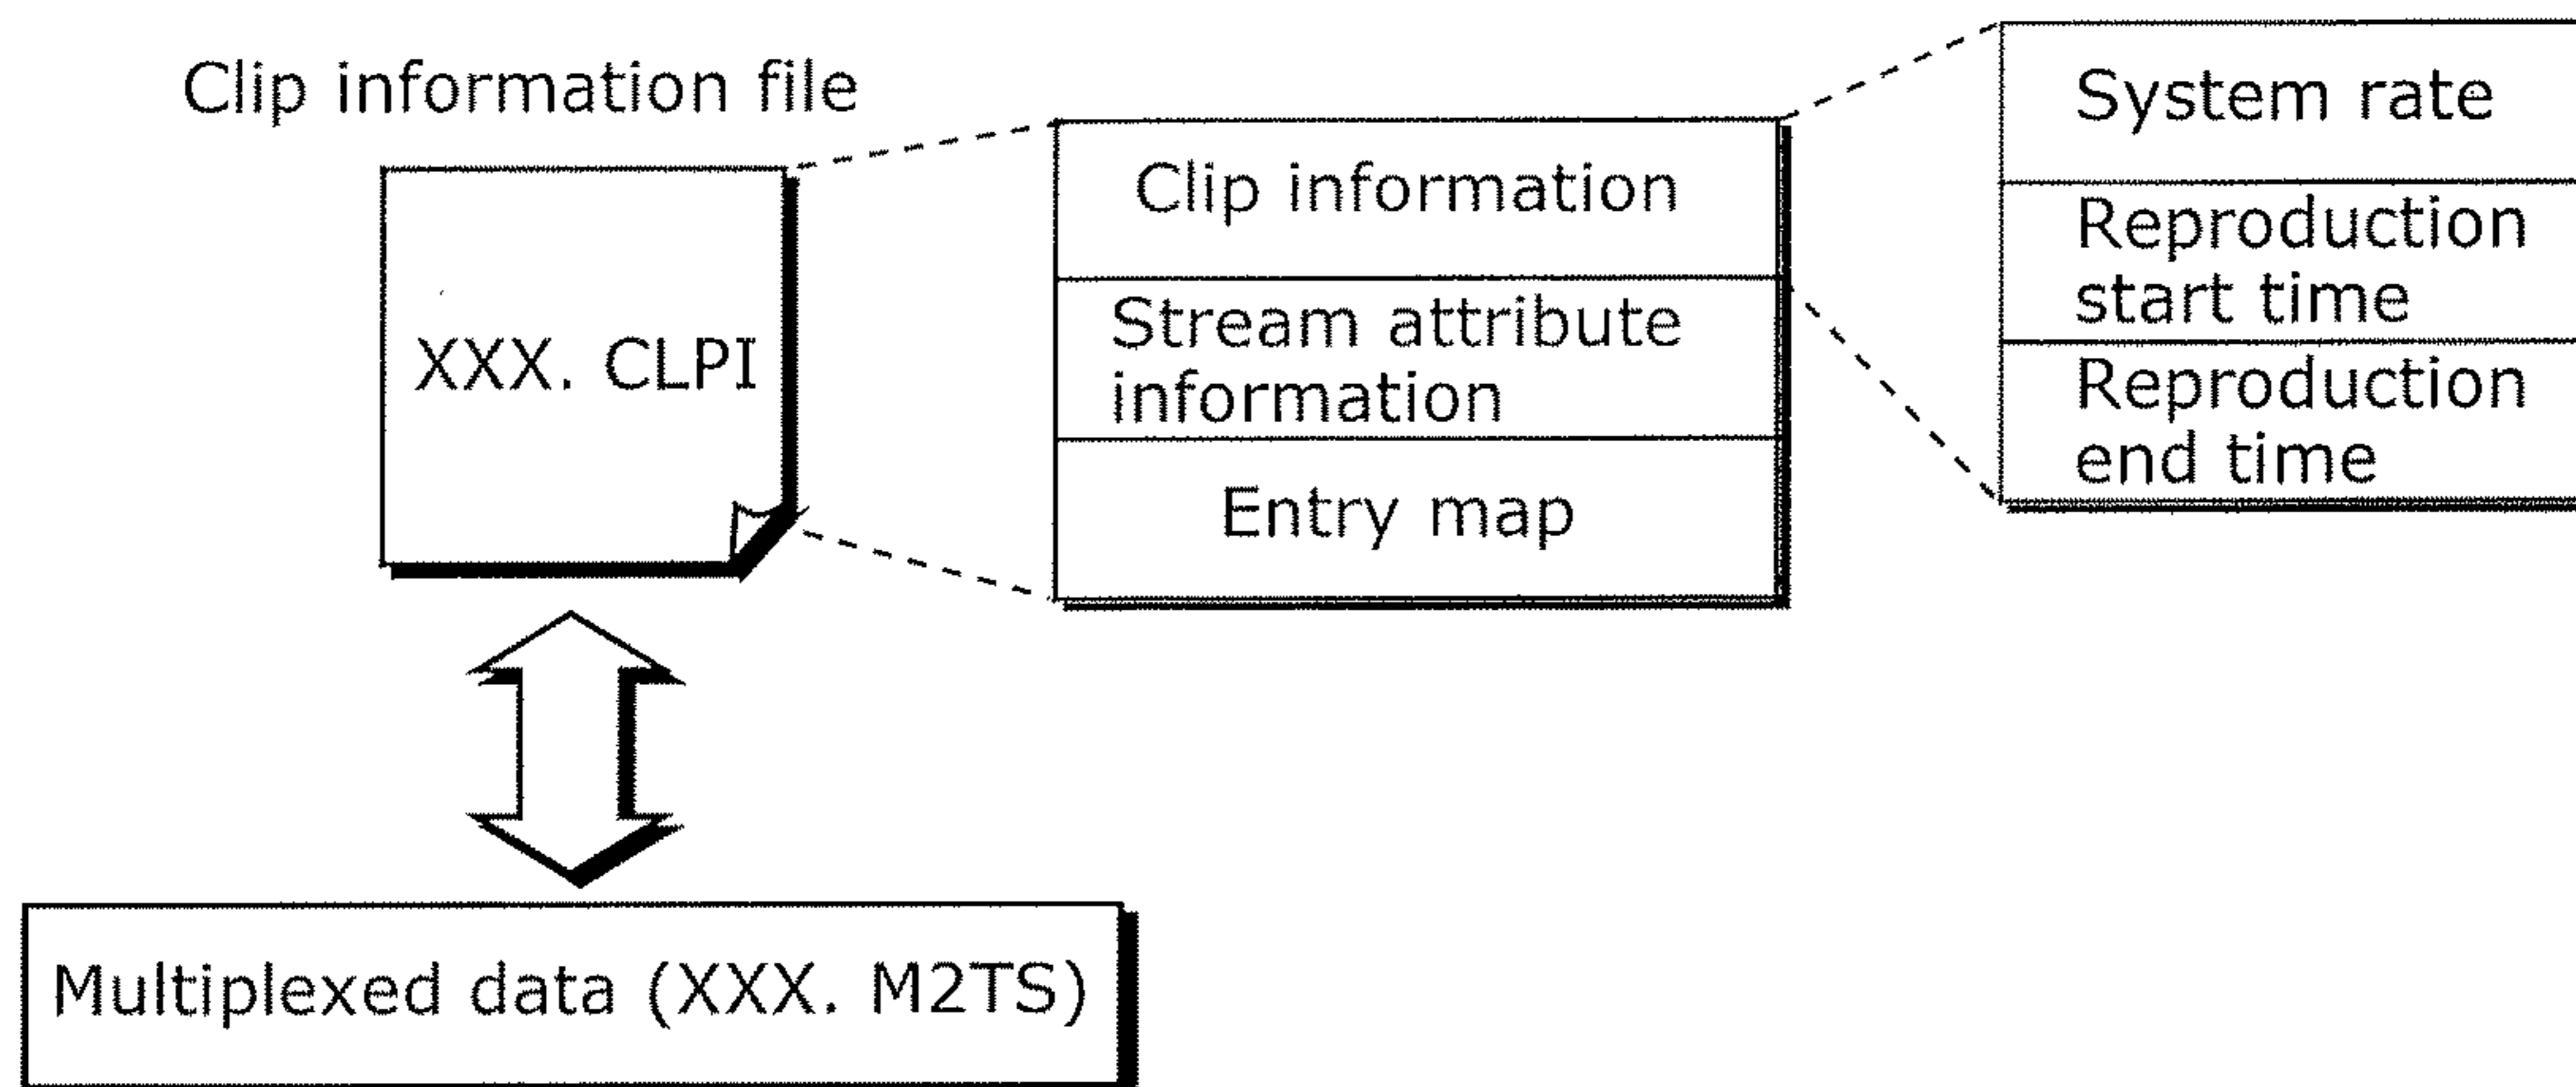 Clip information file
XXX. CLPI
Clip information
Stream attribute
information
Entry map
System rate
Reproduction
start time
Reproduction
end time
Multiplexed data (XXX. M2TS)